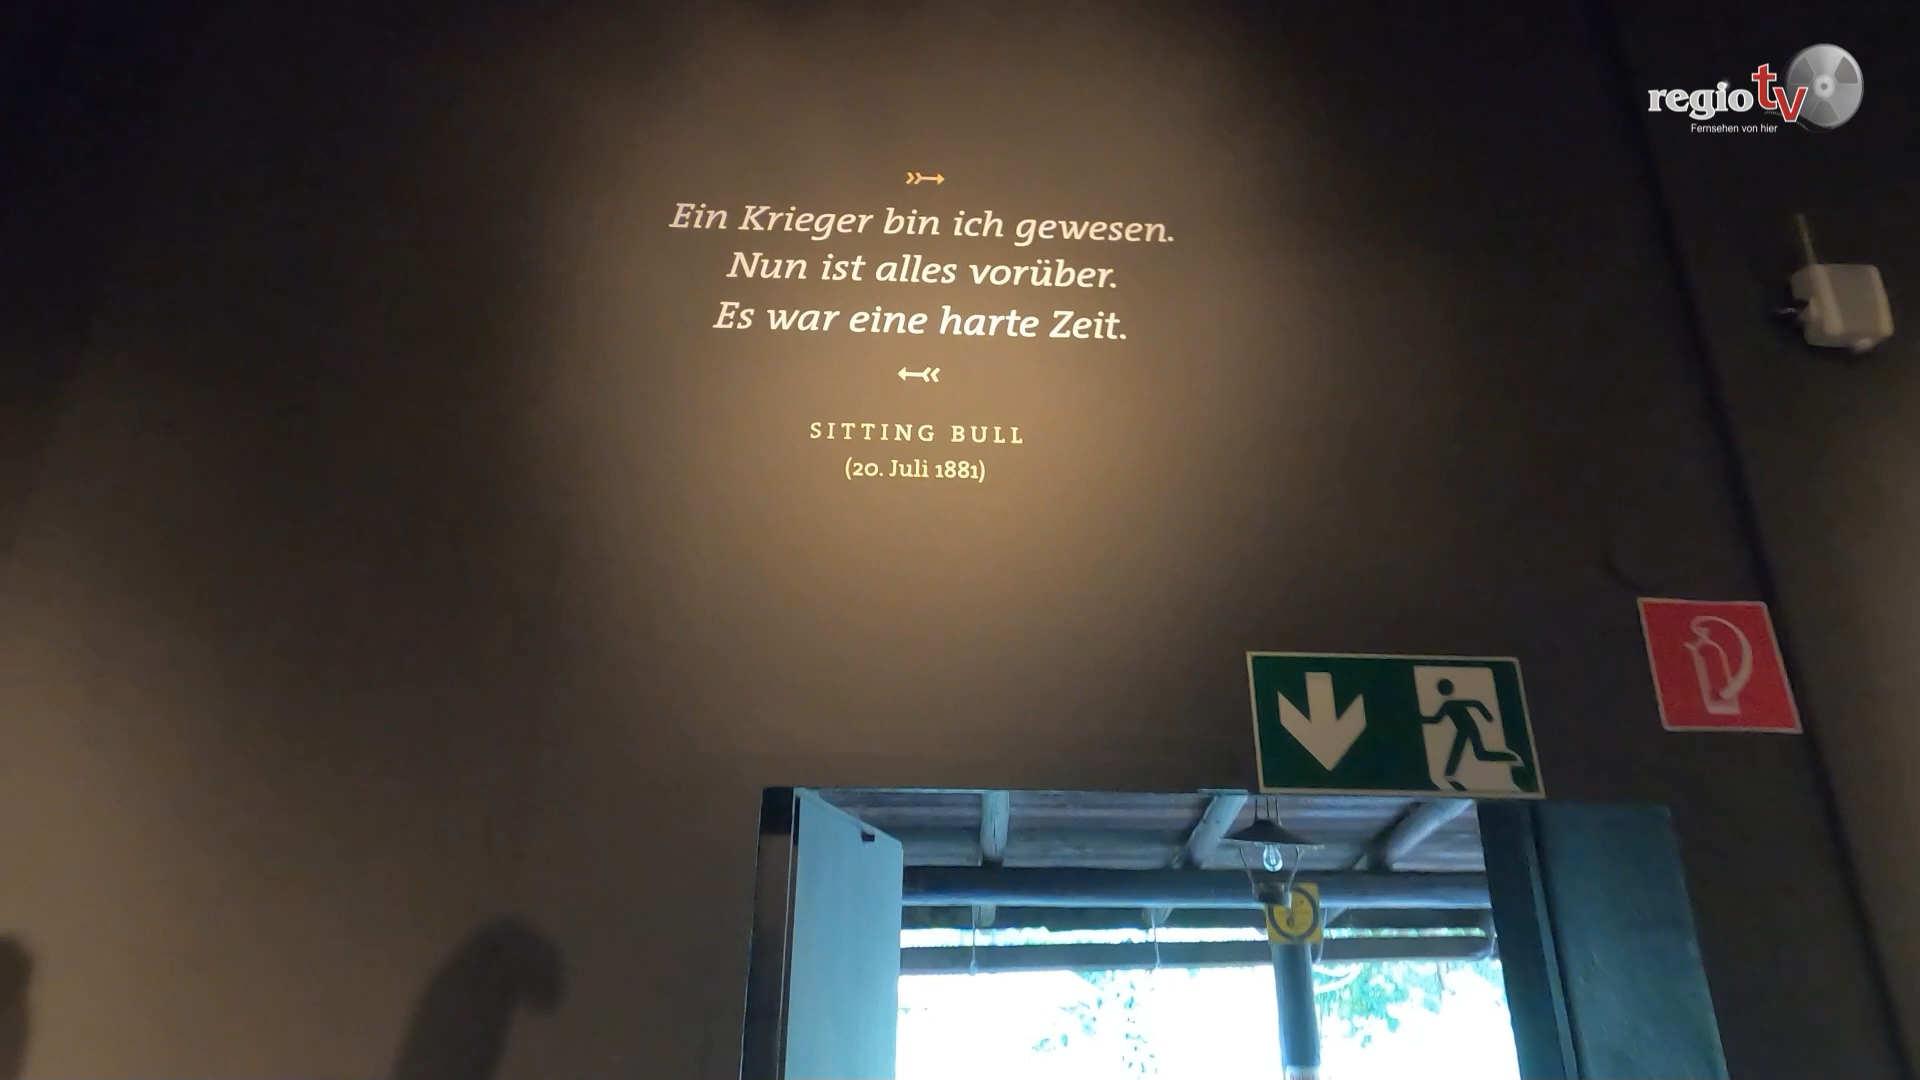 regio tv
Fernsehen von hier
Ein Krieger bin ich gewesen.
Nun ist alles vorüber.
Es war eine harte Zeit.
SITTING BULL
(20. Juli 1881)